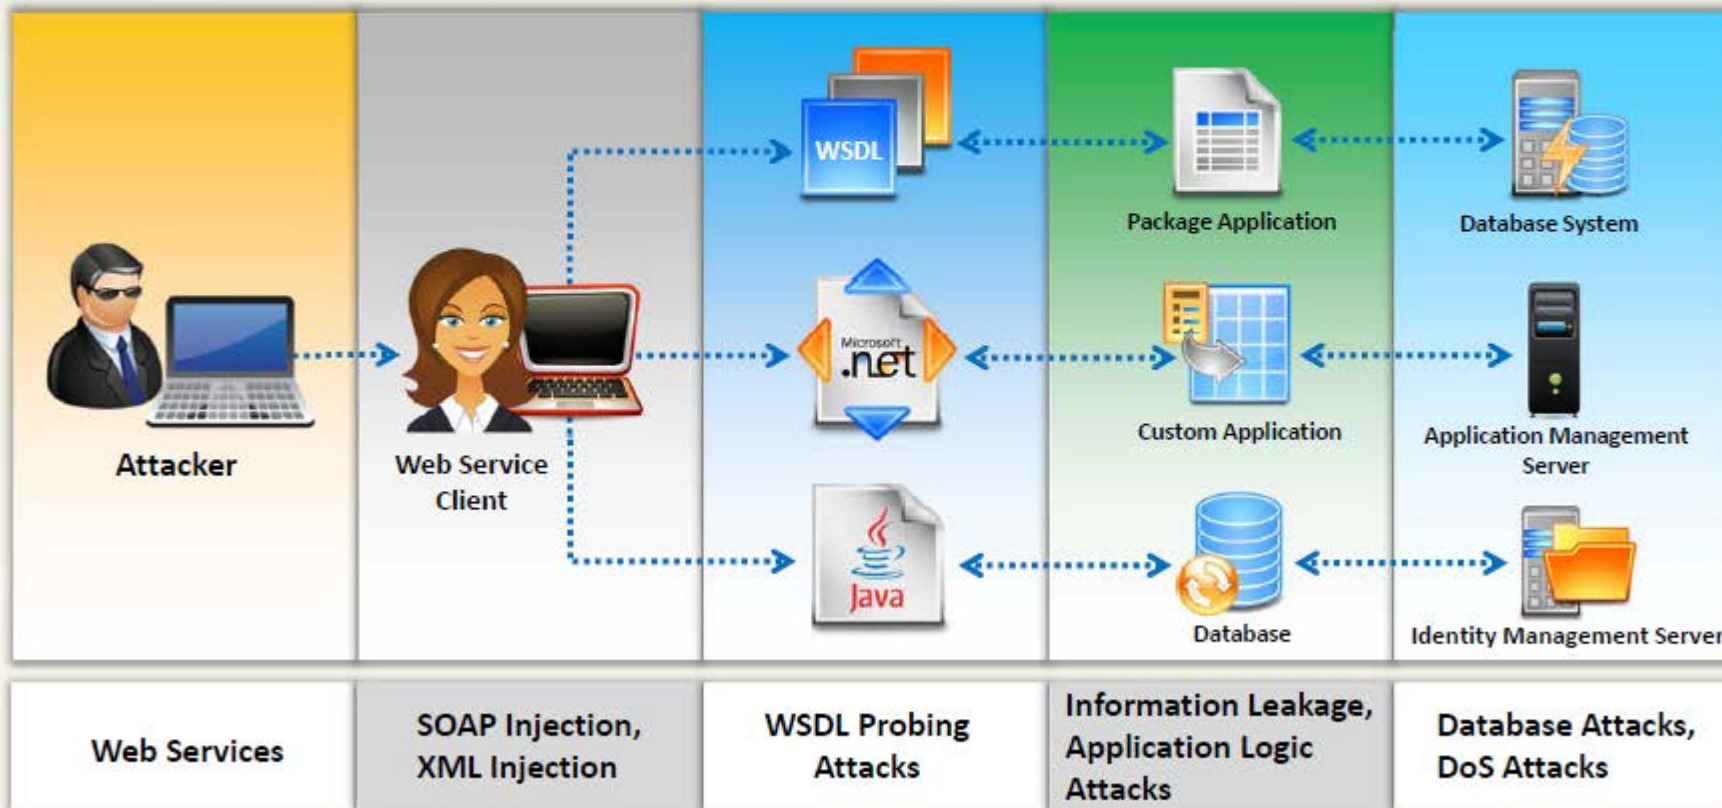 WSDL
Package Application
Database System
Microsoft
.net
Attacker
Web Service
Client
Custom Application
Application Management
Server
Java
Database
Identity Management Server
Web Services
SOAP Injection,
XML Injection
WSDL Probing
Attacks
Information Leakage,
Application Logic
Attacks
Database Attacks,
DoS Attacks